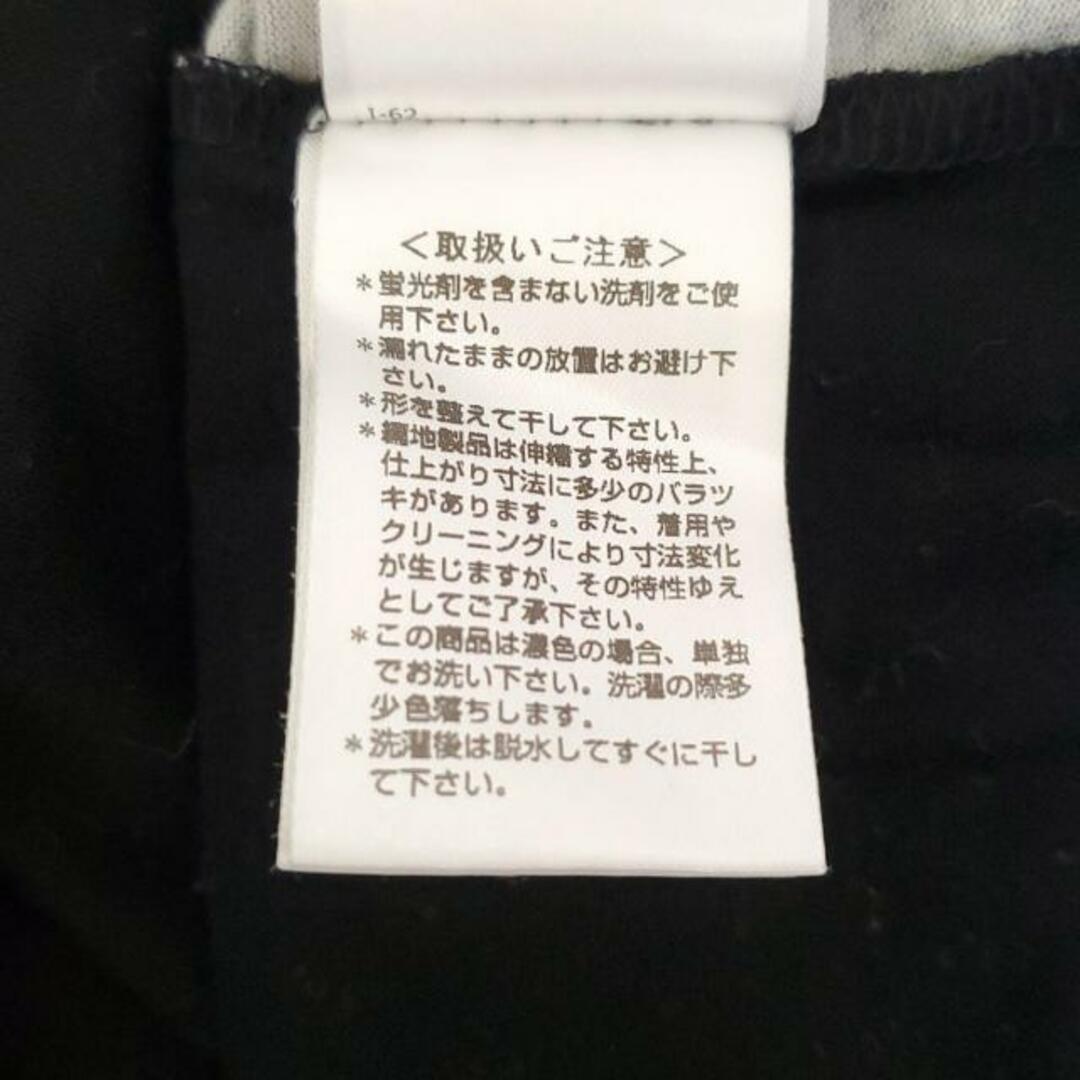 I-62
＜取扱いご注意＞
＊蛍光剤を含まない洗剤をご使
用下さい。
＊濡れたままの放置はお避け下
さい。
＊形を整えて干して下さい。
＊編地製品は伸縮する特性上、
仕上がり寸法に多少のバラツ
キがあります。また、着用や
クリーニングにより寸法変化
が生じますが、その特性ゆえ
としてご了承下さい。
＊この商品は濃色の場合、単独
でお洗い下さい。洗濯の際多
少色落ちします。
＊洗濯後は脱水してすぐに干し
て下さい。